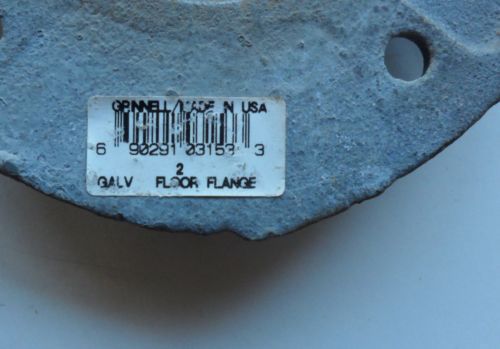 GRINNELL/MADE IN USA
6 90291 03153 3
2
GALV FLOOR FLANGE